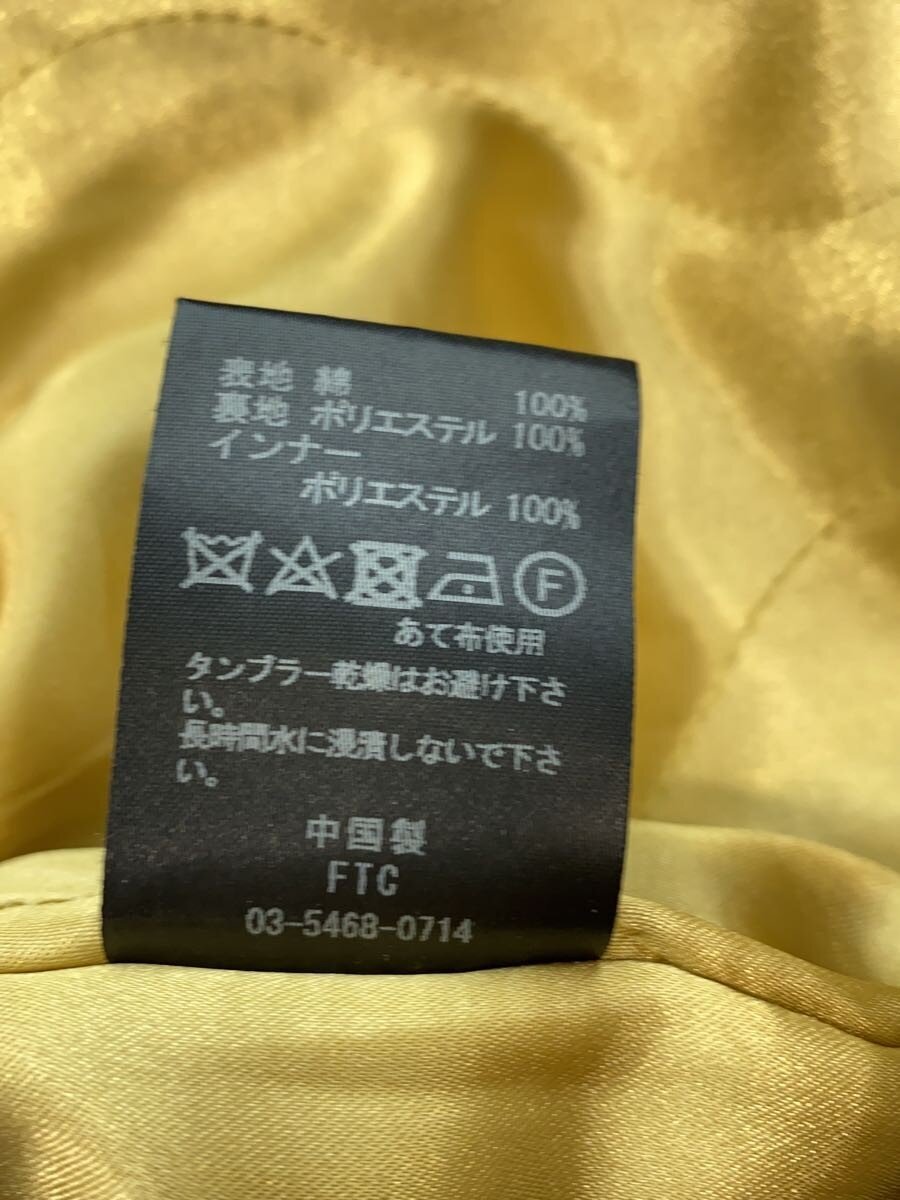 表地 綿 100%
裏地 ポリエステル 100%
インナー
ポリエステル 100%
F
あて布使用
タンブラー乾燥はお避け下さ
い。
長時間水に浸漬しないで下さ
い。
中国製
FTC
03-5468-0714